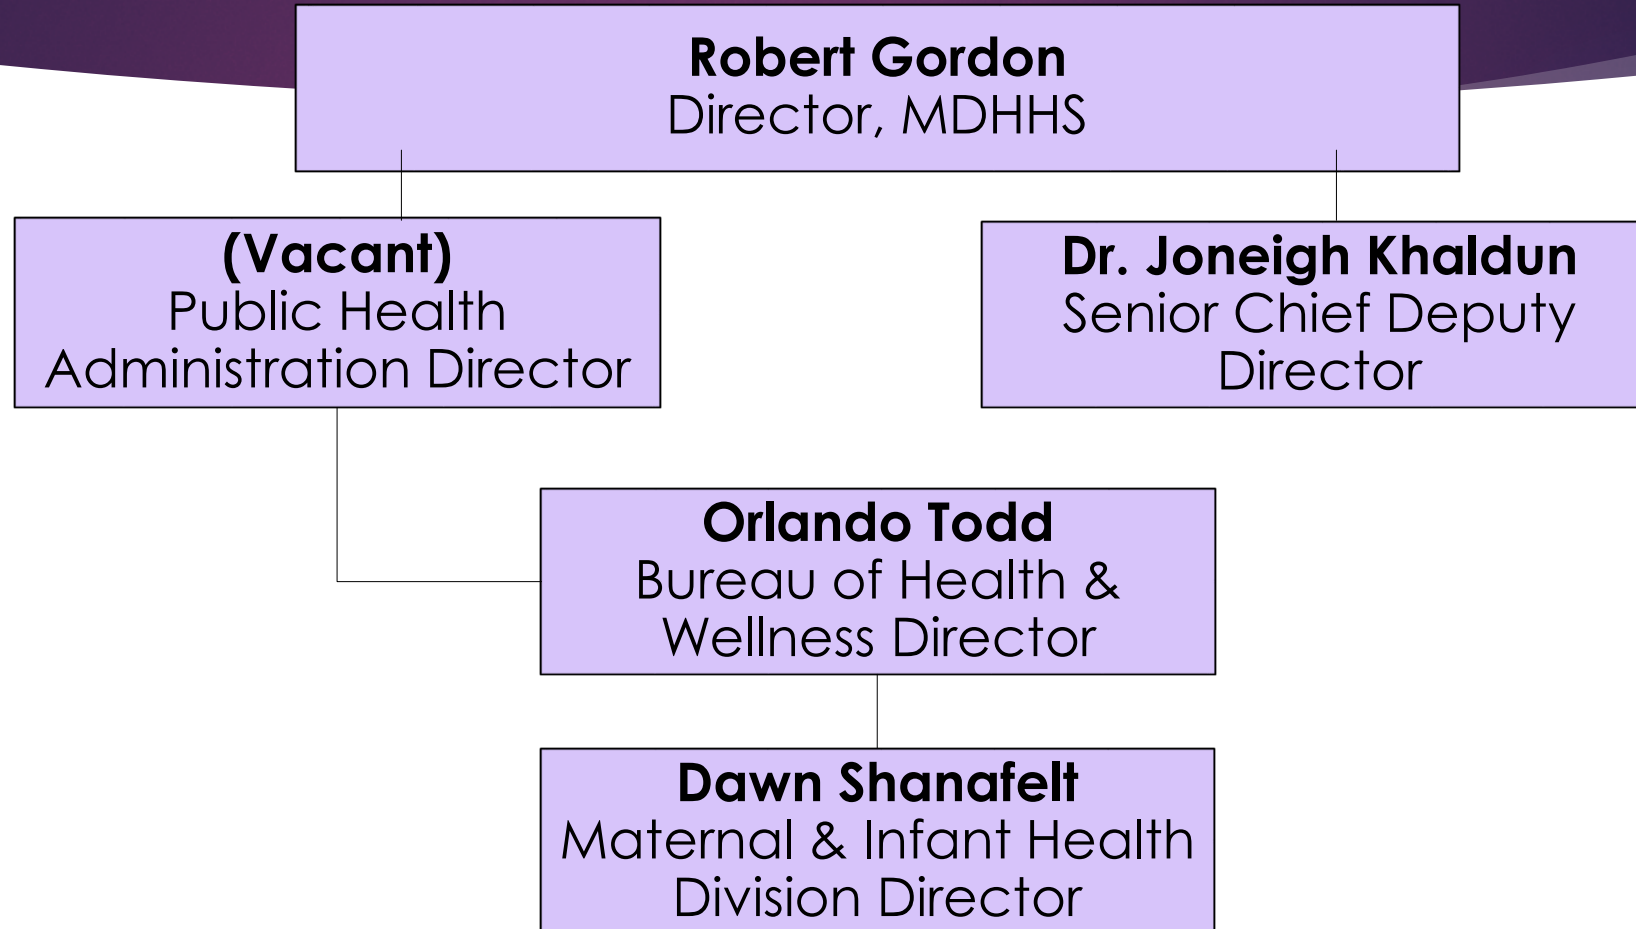 Robert Gordon
Director, MDHHS
(Vacant)
Public Health
Administration Director
Dr. Joneigh Khaldun
Senior Chief Deputy
Director
Orlando Todd
Bureau of Health &
Wellness Director
Dawn Shanafelt
Maternal & Infant Health
Division Director